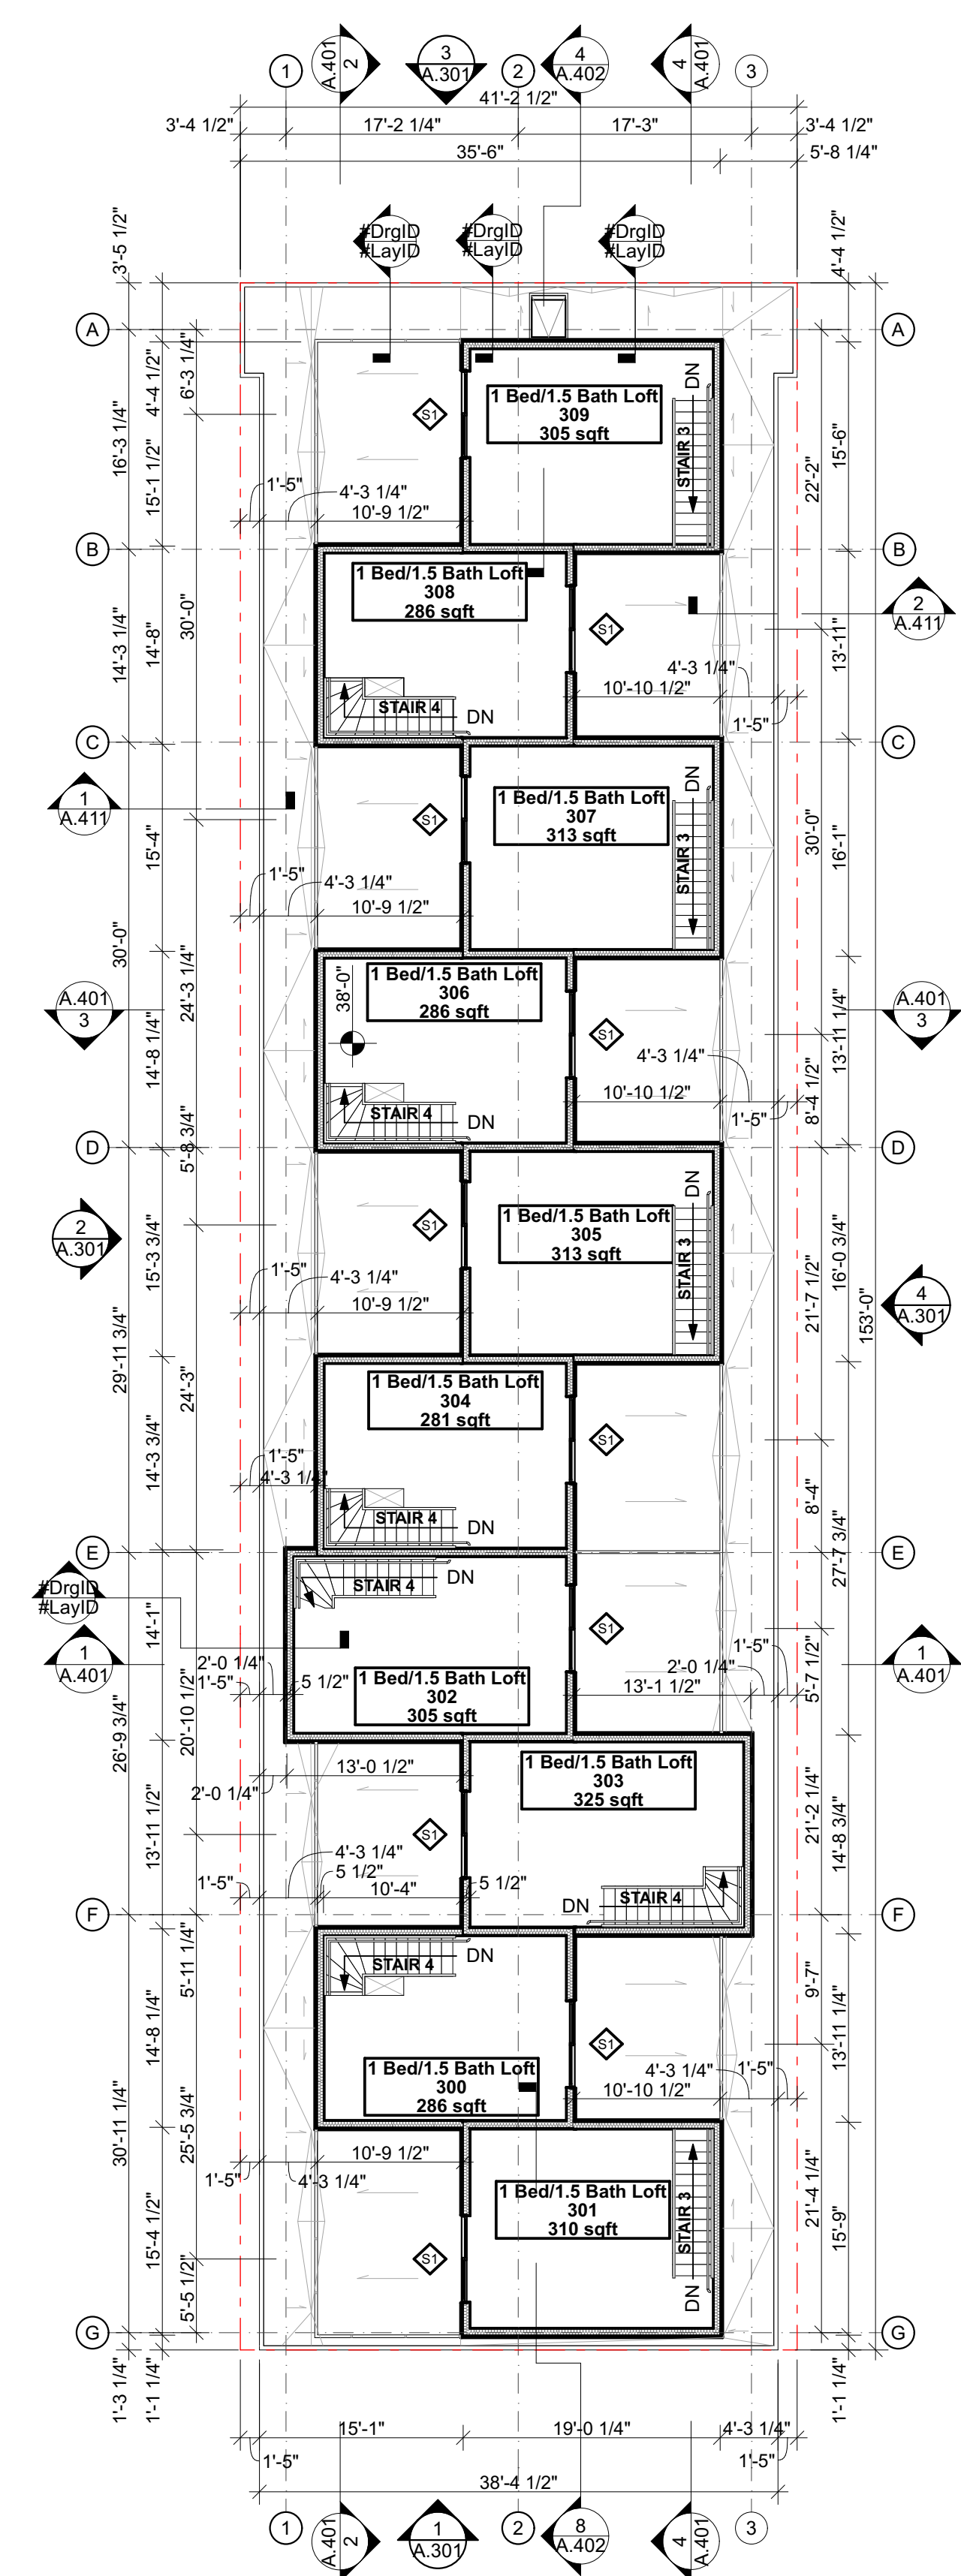 1
A.401
2
3
A.301
2
4
A.402
4
A.401
3
41'-2 1/2"
3'-4 1/2"
17'-2 1/4"
17'-3"
3'-4 1/2"
35'-6"
5'-8 1/4"
3'-5 1/2"
4'-4 1/2"
#DrgID
#LayID
#DrgID
#LayID
#DrgID
#LayID
A
A
16'-3 1/4"
4'-4 1/2"
6'-3 1/4"
15'-1 1/2"
S1
1 Bed/1.5 Bath Loft
309
305 sqft
DN
STAIR 3
22'-2"
15'-6"
1'-5"
4'-3 1/4"
10'-9 1/2"
B
B
14'-3 1/4"
14'-8"
30'-0"
1 Bed/1.5 Bath Loft
308
286 sqft
S1
2
A.411
13'-11"
4'-3 1/4"
10'-10 1/2"
1'-5"
STAIR 4
DN
C
C
1
A.411
15'-4"
S1
1 Bed/1.5 Bath Loft
307
313 sqft
DN
STAIR 3
30'-0"
16'-1"
1'-5"
4'-3 1/4"
10'-9 1/2"
30'-0"
24'-3 1/4"
14'-8 1/4"
A.401
3
38'-0"
1 Bed/1.5 Bath Loft
306
286 sqft
S1
A.401
3
13'-11 1/4"
8'-4 1/2"
4'-3 1/4"
10'-10 1/2"
1'-5"
STAIR 4
DN
D
D
5'-8 3/4"
2
A.301
15'-3 3/4"
S1
1 Bed/1.5 Bath Loft
305
313 sqft
DN
STAIR 3
21'-7 1/2"
16'-0 3/4"
153'-0"
4
A.301
1'-5"
4'-3 1/4"
10'-9 1/2"
29'-11 3/4"
24'-3"
14'-3 3/4"
1 Bed/1.5 Bath Loft
304
281 sqft
S1
8'-4"
1'-5"
4'-3 1/4"
STAIR 4
DN
E
E
27'-7 3/4"
#DrgID
#LayID
STAIR 4
DN
14'-1"
S1
1
A.401
1
A.401
2'-0 1/4"
1'-5"
5 1/2"
1 Bed/1.5 Bath Loft
302
305 sqft
1'-5"
2'-0 1/4"
13'-1 1/2"
5'-7 1/2"
26'-9 3/4"
20'-10 1/2"
13'-0 1/2"
2'-0 1/4"
1 Bed/1.5 Bath Loft
303
325 sqft
21'-2 1/4"
14'-8 3/4"
13'-11 1/2"
S1
4'-3 1/4"
5 1/2"
1'-5"
10'-4"
5 1/2"
STAIR 4
DN
F
F
5'-11 1/4"
STAIR 4
DN
9'-7"
14'-8 1/4"
S1
13'-11 1/4"
1 Bed/1.5 Bath Loft
300
286 sqft
4'-3 1/4"
1'-5"
10'-10 1/2"
30'-11 1/4"
25'-5 3/4"
10'-9 1/2"
1'-5"
4'-3 1/4"
1 Bed/1.5 Bath Loft
301
310 sqft
STAIR 3
DN
21'-4 1/4"
15'-9"
15'-4 1/2"
5'-5 1/2"
S1
G
G
1'-3 1/4"
1'-1 1/4"
1'-1 1/4"
15'-1"
19'-0 1/4"
4'-3 1/4"
1'-5"
1'-5"
38'-4 1/2"
1
A.401
2
1
A.301
2
8
A.402
4
A.401
3